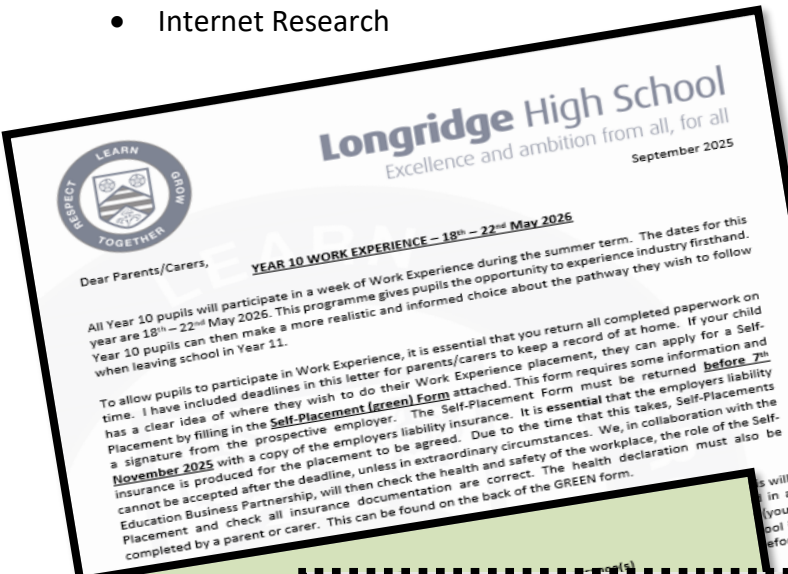 • Internet Research
LEARN
GROW
TOGETHER
RESPECT
Longridge High School
Excellence and ambition from all, for all
September 2025
Dear Parents/Carers,
YEAR 10 WORK EXPERIENCE – 18th – 22nd May 2026
All Year 10 pupils will participate in a week of Work Experience during the summer term. The dates for this
year are 18th – 22nd May 2026. This programme gives pupils the opportunity to experience industry firsthand.
Year 10 pupils can then make a more realistic and informed choice about the pathway they wish to follow
when leaving school in Year 11.
To allow pupils to participate in Work Experience, it is essential that you return all completed paperwork on
time. I have included deadlines in this letter for parents/carers to keep a record of at home. If your child
has a clear idea of where they wish to do their Work Experience placement, they can apply for a Self-
Placement by filling in the Self-Placement (green) Form attached. This form requires some information and
a signature from the prospective employer. The Self-Placement Form must be returned before 7th
November 2025 with a copy of the employers liability insurance. It is essential that the employers liability
insurance is produced for the placement to be agreed. Due to the time that this takes, Self-Placements
cannot be accepted after the deadline, unless in extraordinary circumstances. We, in collaboration with the
Education Business Partnership, will then check the health and safety of the workplace, the role of the Self-
Placement and check all insurance documentation are correct. The health declaration must also be
completed by a parent or carer. This can be found on the back of the GREEN form.
will
in a
(you